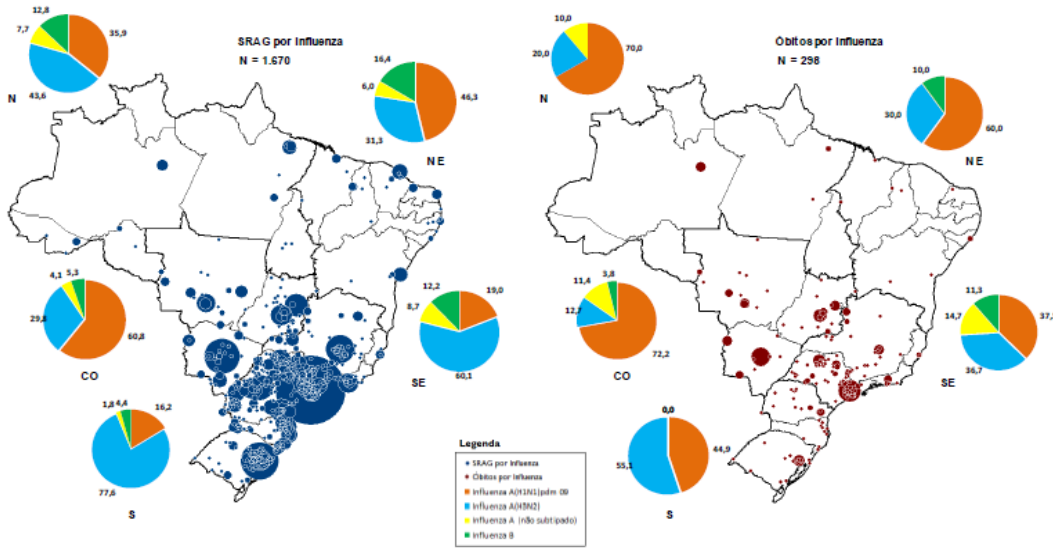 SRAG por Influenza
N = 1.670
12,8
7,7
35,9
43,6
N
16,4
6,0
46,3
31,3
NE
4,1
5,3
29,8
60,8
CO
12,2
8,7
19,0
60,1
SE
1,8
4,4
16,2
77,6
S
Óbitos por Influenza
N = 298
10,0
20,0
70,0
N
10,0
30,0
60,0
NE
11,4
3,8
12,7
72,2
CO
11,3
14,7
36,7
SE
0,0
44,9
55,1
S
Legenda
SRAG por Influenza
Óbitos por Influenza
Influenza A(H1N1)pdm 09
Influenza A(H3N2)
Influenza A (não subtipado)
Influenza B